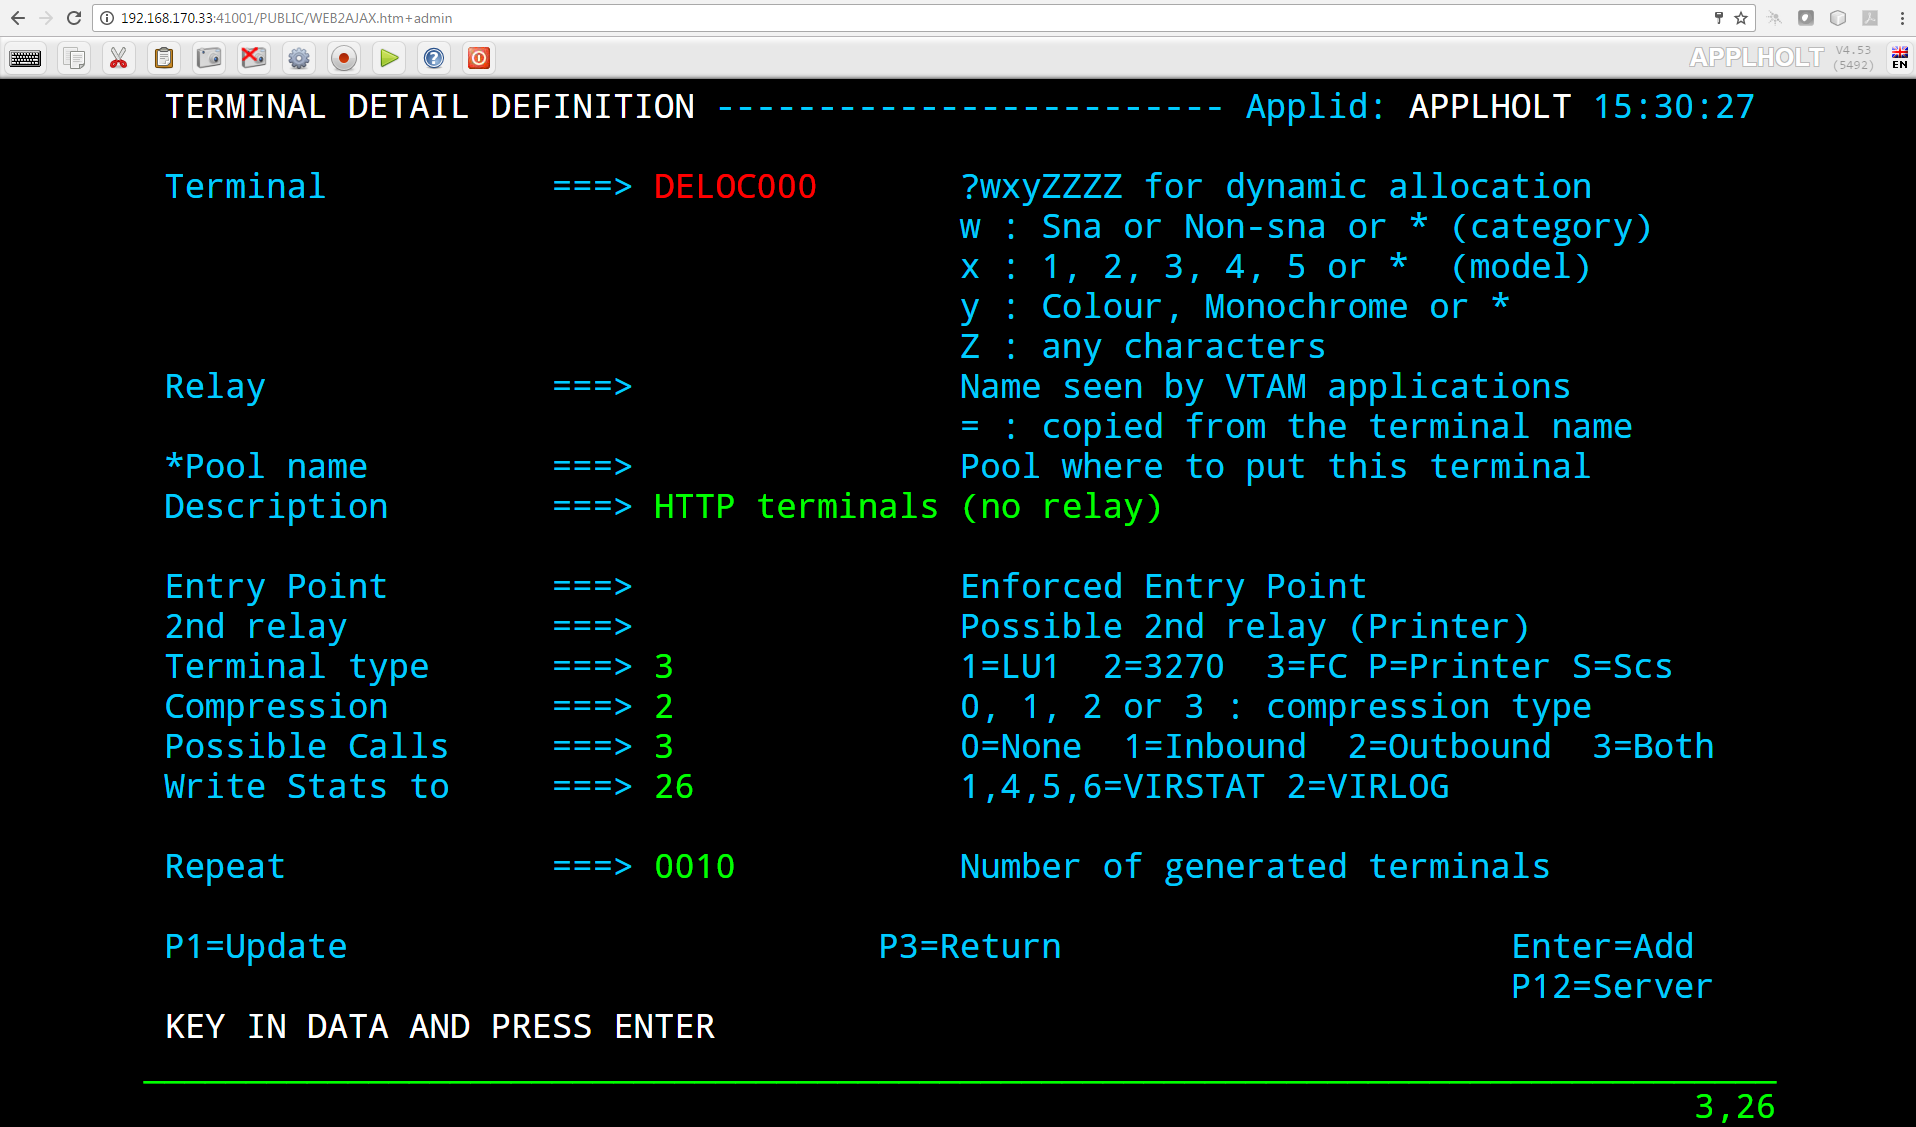 192.168.170.33:41001/PUBLIC/WEB2AJAX.htm+admin
APPLHOLT V4.53 (5492) EN
TERMINAL DETAIL DEFINITION ------------------------- Applid: APPLHOLT 15:30:27
Terminal ===> DELOC000 ?wxyZZZZ for dynamic allocation
w : Sna or Non-sna or * (category)
x : 1, 2, 3, 4, 5 or * (model)
y : Colour, Monochrome or *
Z : any characters
Relay ===> Name seen by VTAM applications
= : copied from the terminal name
*Pool name ===> Pool where to put this terminal
Description ===> HTTP terminals (no relay)
Entry Point ===> Enforced Entry Point
2nd relay ===> Possible 2nd relay (Printer)
Terminal type ===> 3 1=LU1 2=3270 3=FC P=Printer S=Scs
Compression ===> 2 0, 1, 2 or 3 : compression type
Possible Calls ===> 3 0=None 1=Inbound 2=Outbound 3=Both
Write Stats to ===> 26 1,4,5,6=VIRSTAT 2=VIRLOG
Repeat ===> 0010 Number of generated terminals
P1=Update P3=Return Enter=Add
P12=Server
KEY IN DATA AND PRESS ENTER
3,26